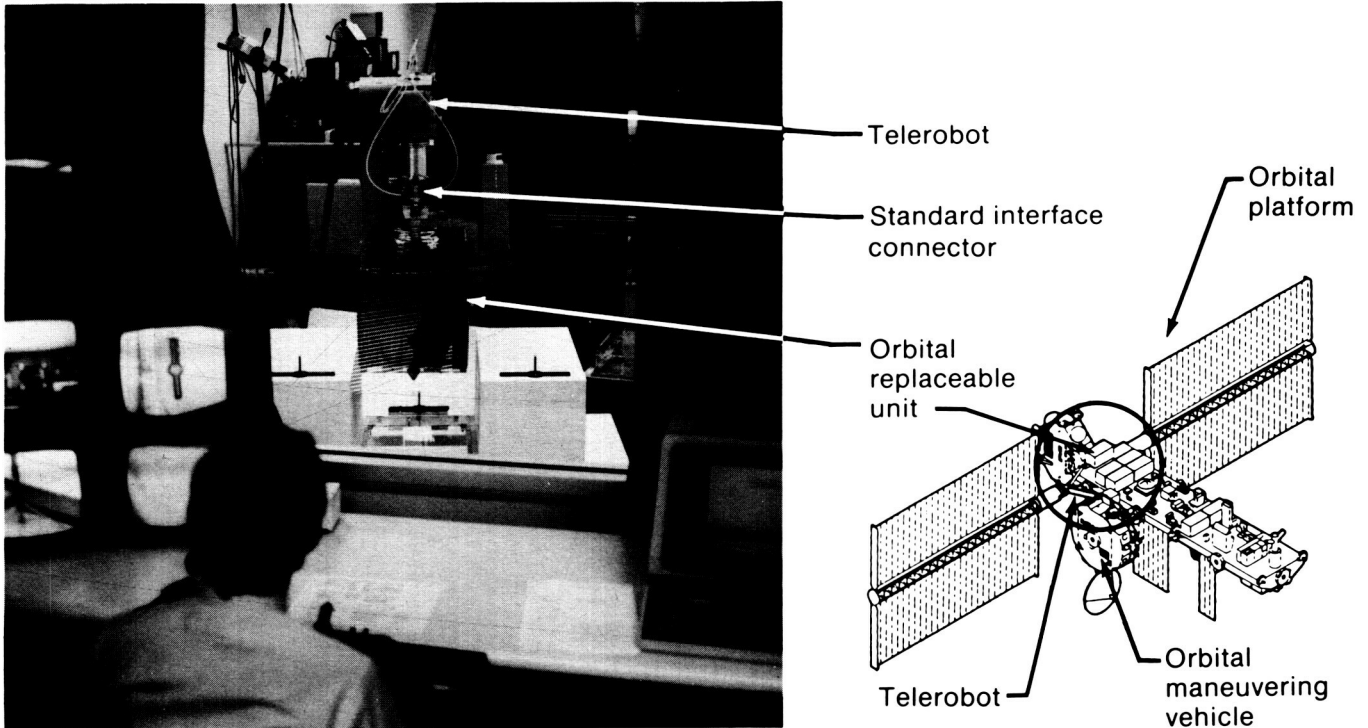 Telerobot
Standard interface
connector
Orbital
replaceable
unit
Orbital
platform
Telerobot
Orbital
maneuvering
vehicle